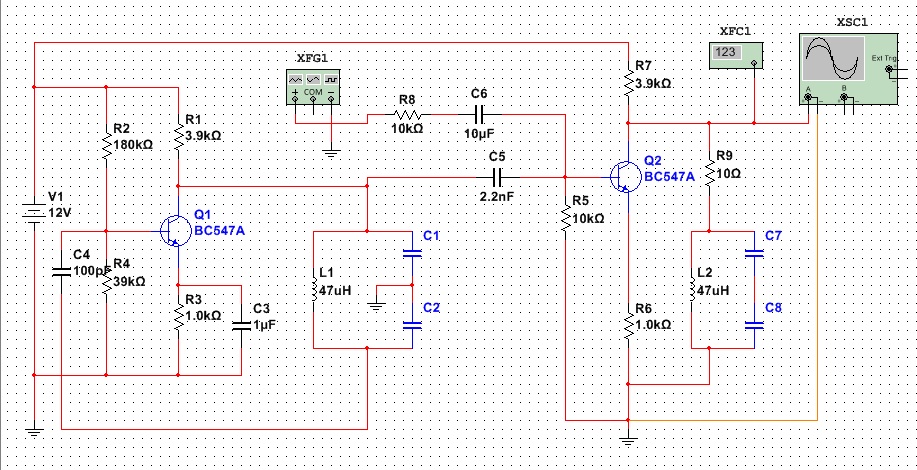 XFC1
XSC1
123
XFG1
Ext Trig
COM
A
B
R7
3.9kΩ
C6
10µF
R8
10kΩ
R2
180kΩ
R1
3.9kΩ
C5
2.2nF
Q2
BC547A
R9
10Ω
V1
12V
Q1
BC547A
R5
10kΩ
C1
C7
C4
100pF
R4
39kΩ
L1
47uH
L2
47uH
R3
1.0kΩ
C3
1µF
C2
R6
1.0kΩ
C8